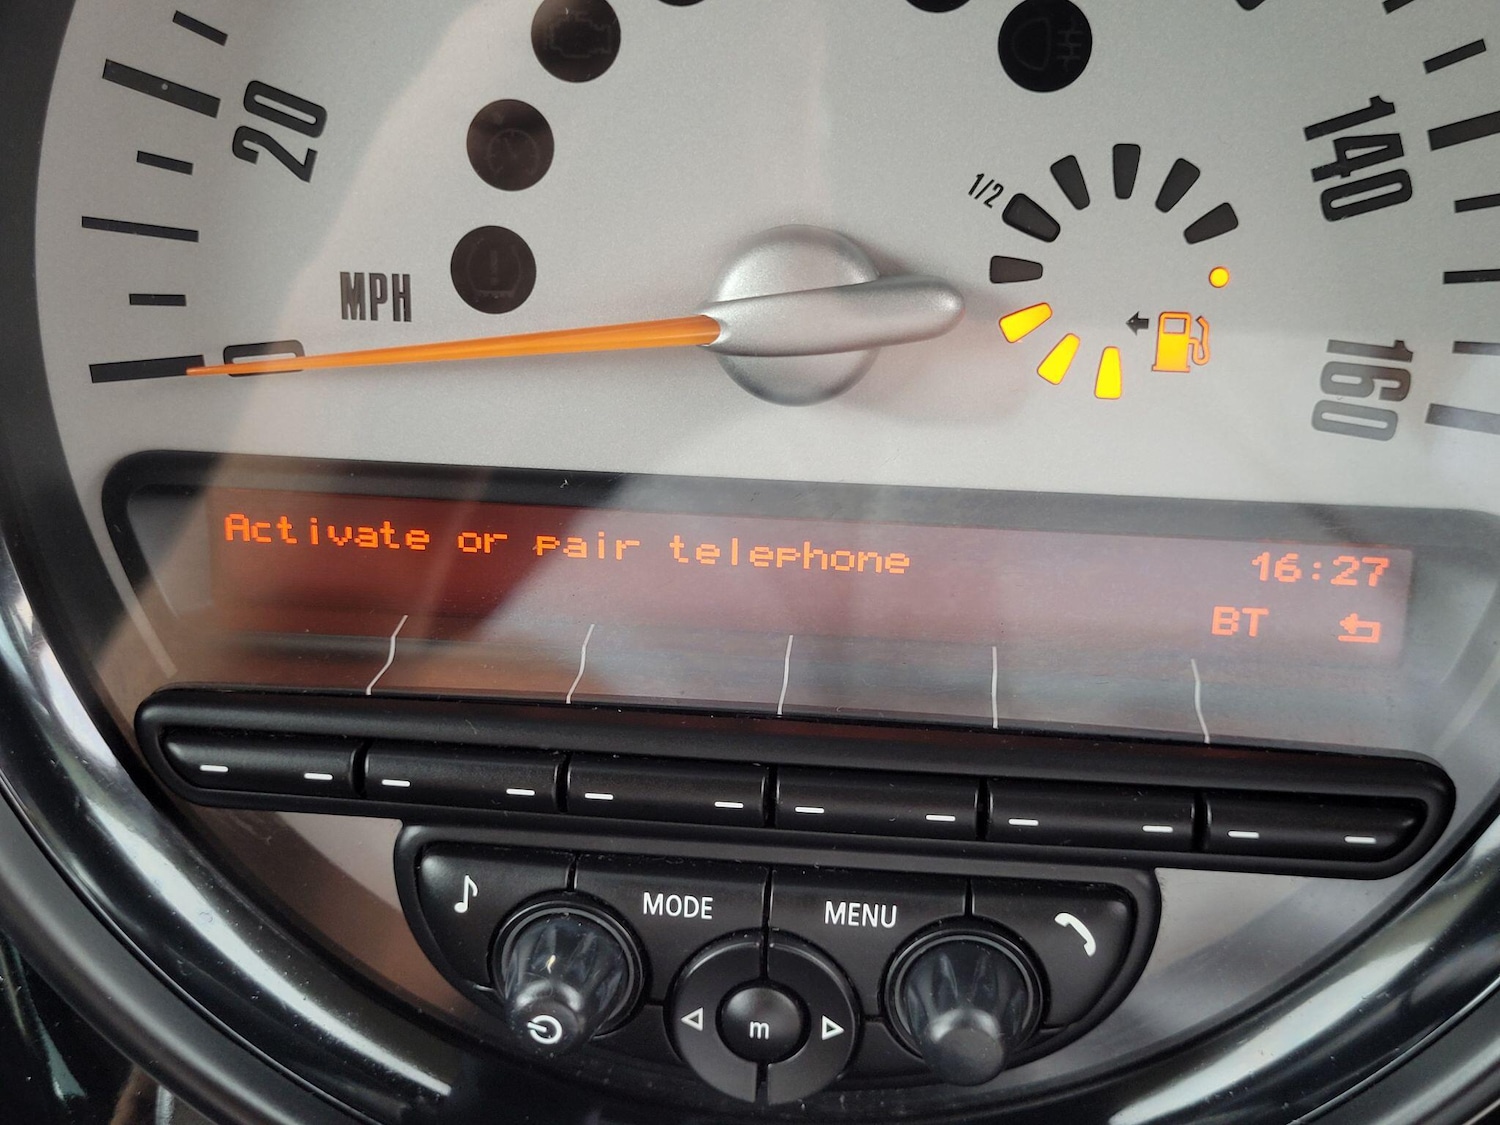 20
140
1/2
MPH
0
160
Activate or pair telephone 16:27
BT
MODE MENU
m